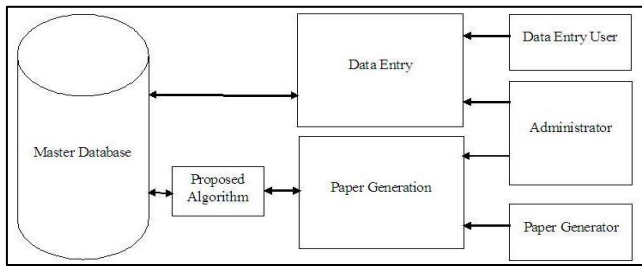 Master Database
Proposed
Algorithm
Data Entry
Paper Generation
Data Entry User
Administrator
Paper Generator